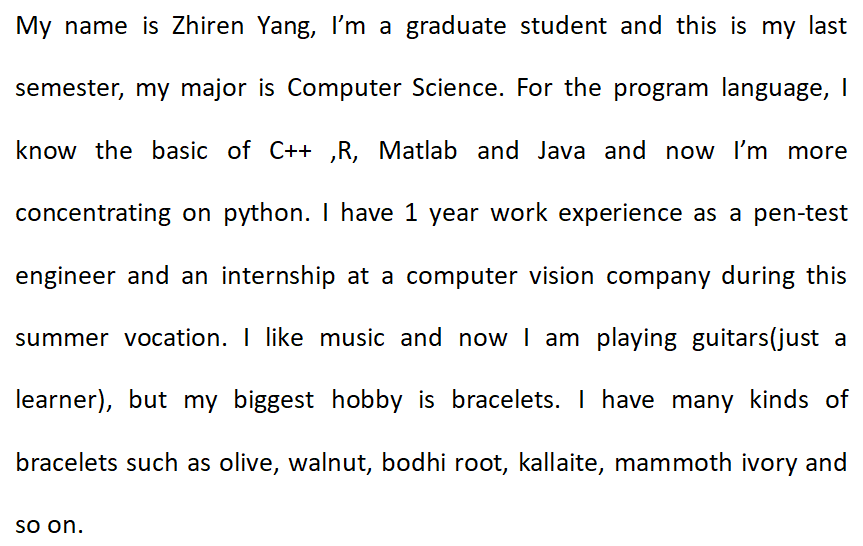 My name is Zhiren Yang, I’m a graduate student and this is my last
semester, my major is Computer Science. For the program language, I
know the basic of C++ ,R, Matlab and Java and now I’m more
concentrating on python. I have 1 year work experience as a pen-test
engineer and an internship at a computer vision company during this
summer vocation. I like music and now I am playing guitars(just a
learner), but my biggest hobby is bracelets. I have many kinds of
bracelets such as olive, walnut, bodhi root, kallaite, mammoth ivory and
so on.